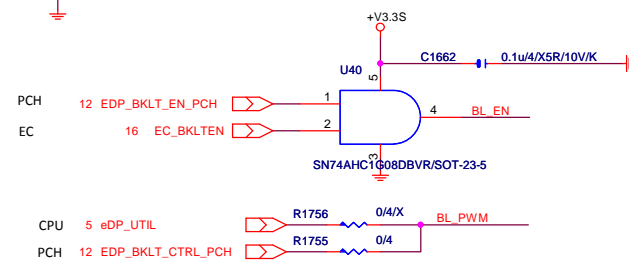 +V3.3S
C1662 0.1u/4/X5R/10V/K
U40
5
PCH 12 EDP_BKLT_EN_PCH 1
4 BL_EN
EC 16 EC_BKLTEN 2
3
SN74AHC1G08DBVR/SOT-23-5
R1756 0/4/X
CPU 5 eDP_UTIL BL_PWM
R1755 0/4
PCH 12 EDP_BKLT_CTRL_PCH